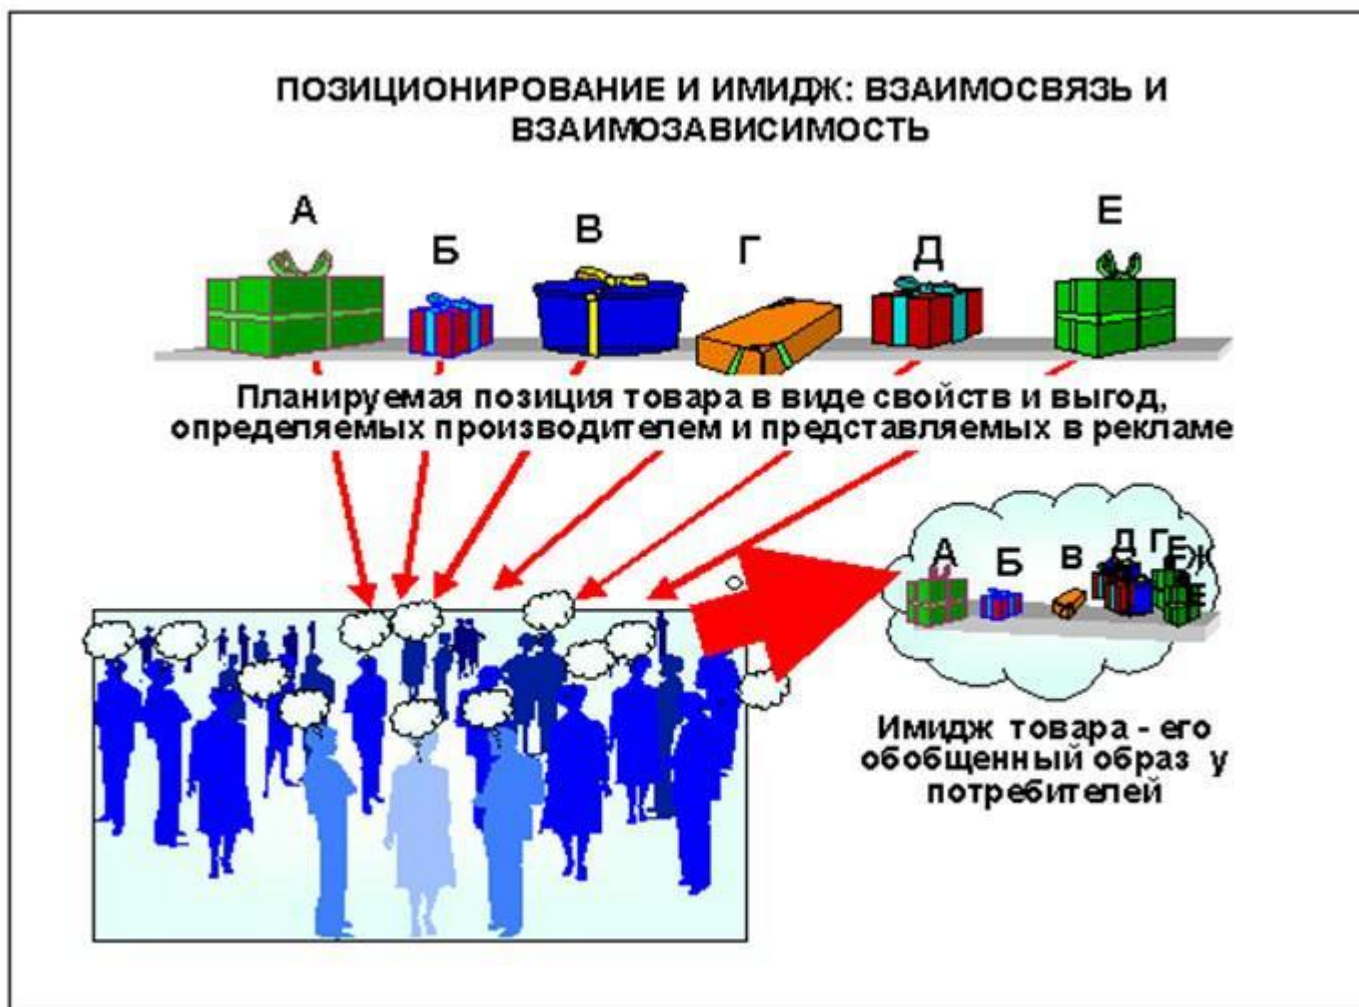 ПОЗИЦИОНИРОВАНИЕ И ИМИДЖ: ВЗАИМОСВЯЗЬ И
ВЗАИМОЗАВИСИМОСТЬ
А
Б
В
Г
Д
Е
Планируемая позиция товара в виде свойств и выгод,
определяемых производителем и представляемых в рекламе
А
Б
В
Д
Г
Е
Ж
Имидж товара - его
обобщенный образ у
потребителей